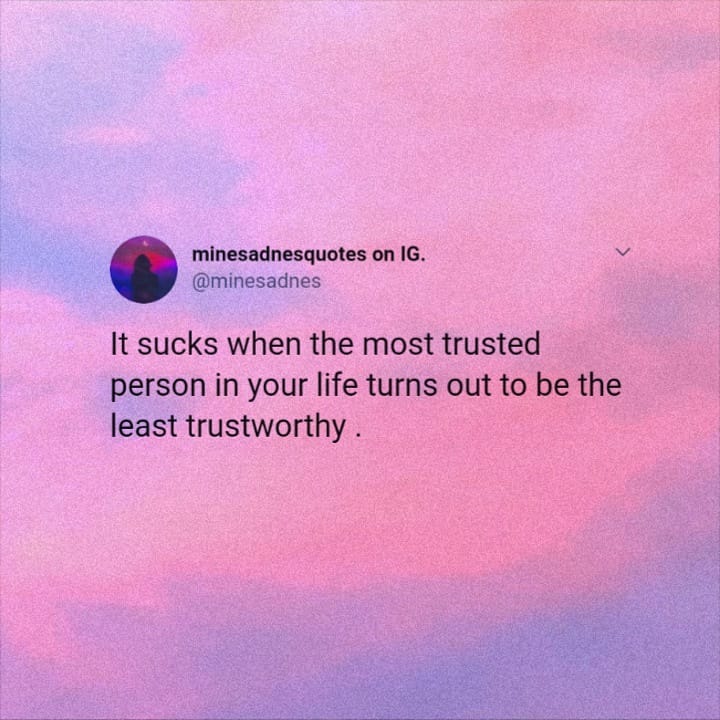 minesadnesquotes on IG.
@minesadnes
It sucks when the most trusted
person in your life turns out to be the
least trustworthy .